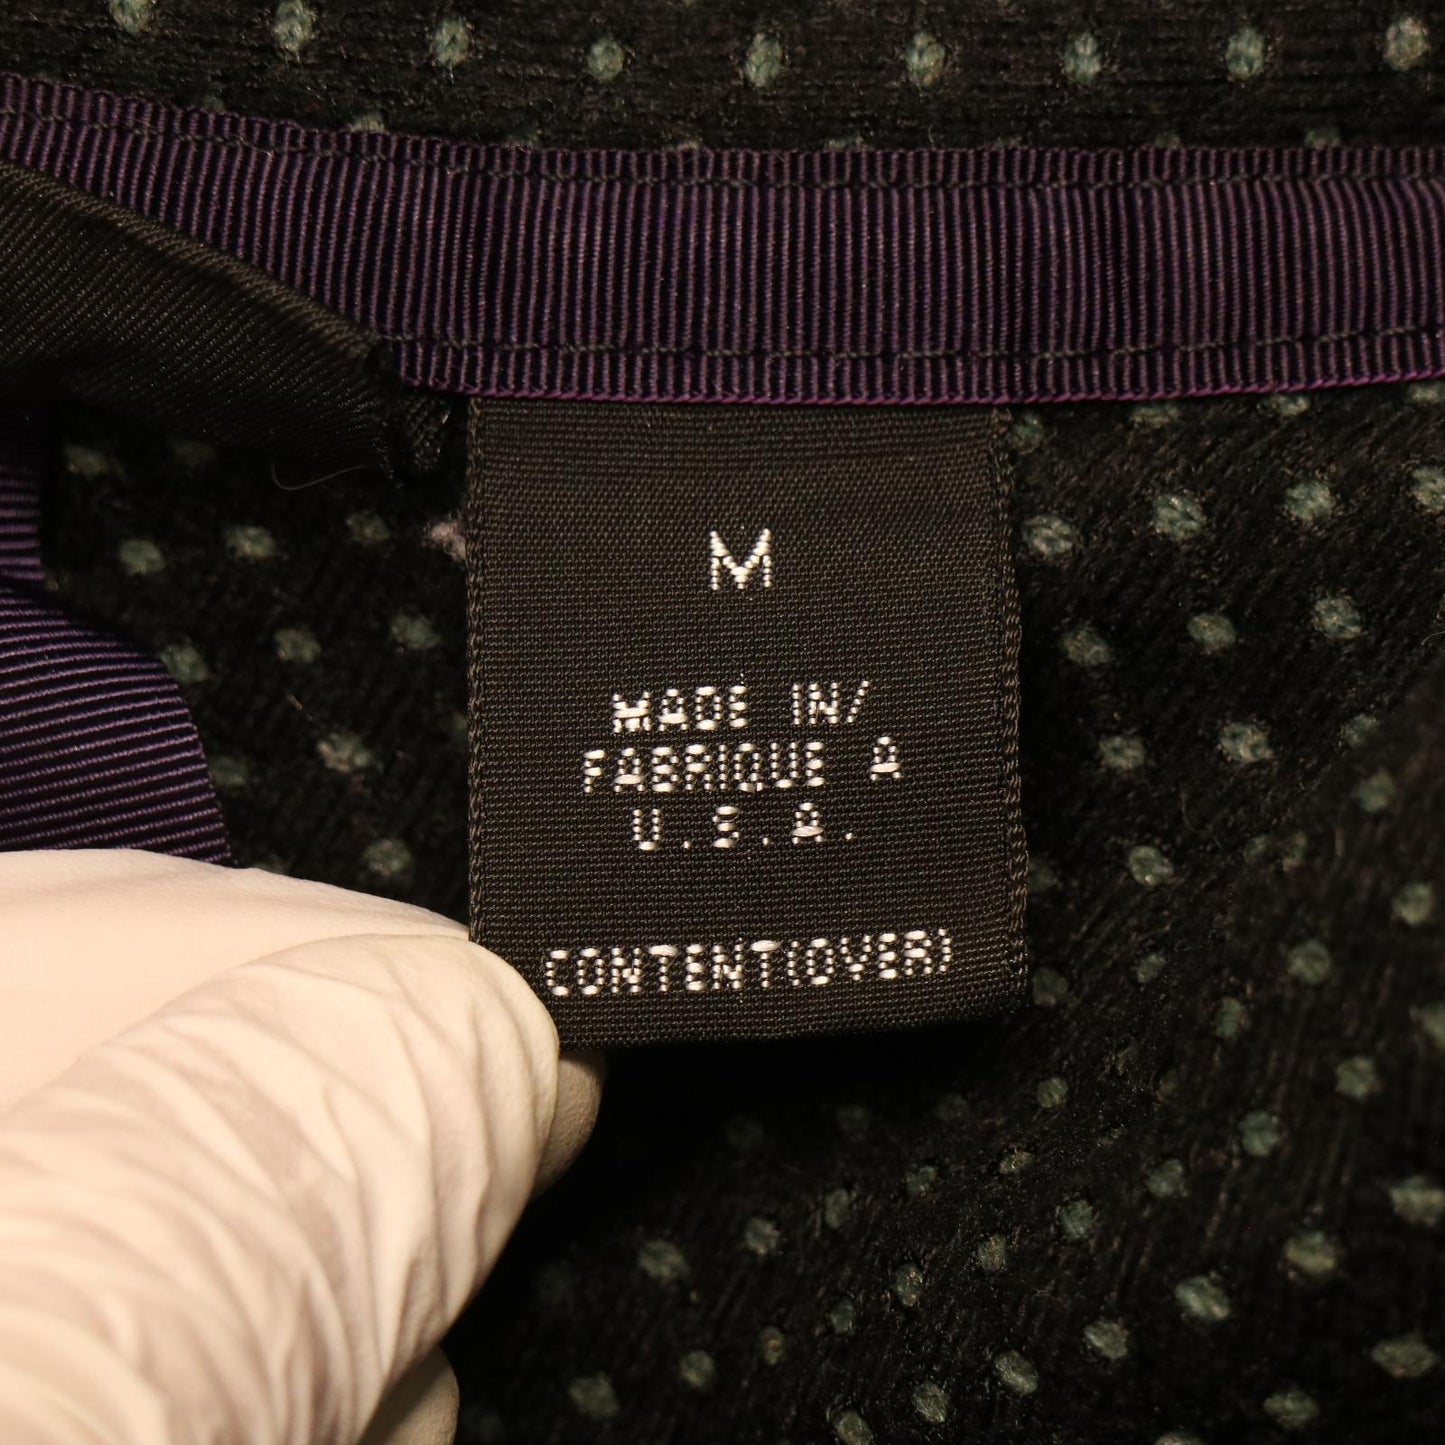 M
MADE IN/
FABRIQUE A
U.S.A.
CONTENT(OVER)